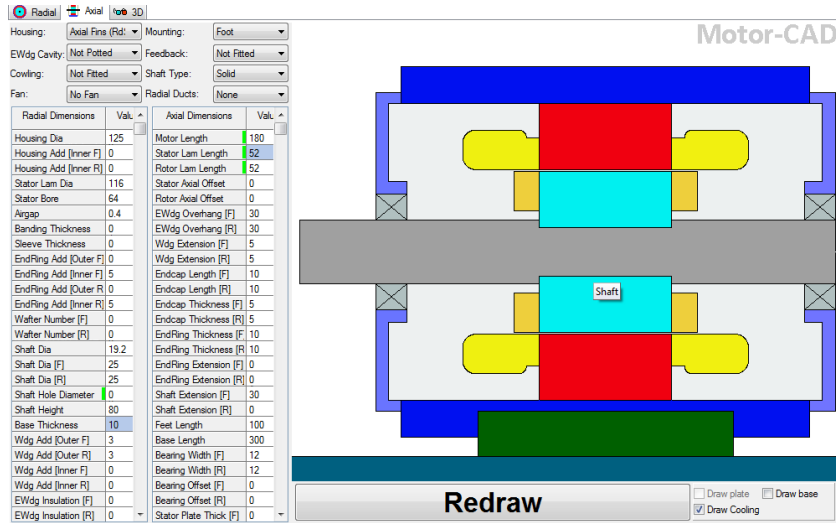 Radial Axial 3D
Motor-CAD
Housing: Axial Fins (Rd: Mounting: Foot
EWdg Cavity: Not Potted Feedback: Not Fitted
Cowling: Not Fitted Shaft Type: Solid
Fan: No Fan Radial Ducts: None
Radial Dimensions Valu Axial Dimensions Valu
Housing Dia 125 Motor Length 180
Housing Add [Inner F] 0 Stator Lam Length 52
Housing Add [Inner R] 0 Rotor Lam Length 52
Stator Lam Dia 116 Stator Axial Offset 0
Stator Bore 64 Rotor Axial Offset 0
Airgap 0.4 EWdg Overhang [F] 30
Banding Thickness 0 EWdg Overhang [R] 30
Sleeve Thickness 0 Wdg Extension [F] 5
EndRing Add [Outer F] 0 Wdg Extension [R] 5
EndRing Add [Inner F] 5 Endcap Length [F] 10
EndRing Add [Outer R 0 Endcap Length [R] 10
EndRing Add [Inner R] 5 Endcap Thickness [F] 5
Wafter Number [F] 0 Endcap Thickness [R] 5
Wafter Number [R] 0 EndRing Thickness [F 10
Shaft Dia 19.2 EndRing Thickness [R 10
Shaft Dia [F] 25 EndRing Extension [F] 0
Shaft Dia [R] 25 EndRing Extension [R] 0
Shaft Hole Diameter 0 Shaft Extension [F] 30
Shaft Height 80 Shaft Extension [R] 0
Base Thickness 10 Feet Length 100
Wdg Add [Outer F] 3 Base Length 300
Wdg Add [Outer R] 3 Bearing Width [F] 12
Wdg Add [Inner F] 0 Bearing Width [R] 12
Wdg Add [Inner R] 0 Bearing Offset [F] 0
EWdg Insulation [F] 0 Bearing Offset [R] 0
EWdg Insulation [R] 0 Stator Plate Thick [F] 0
Shaft
Redraw
Draw plate Draw base
Draw Cooling